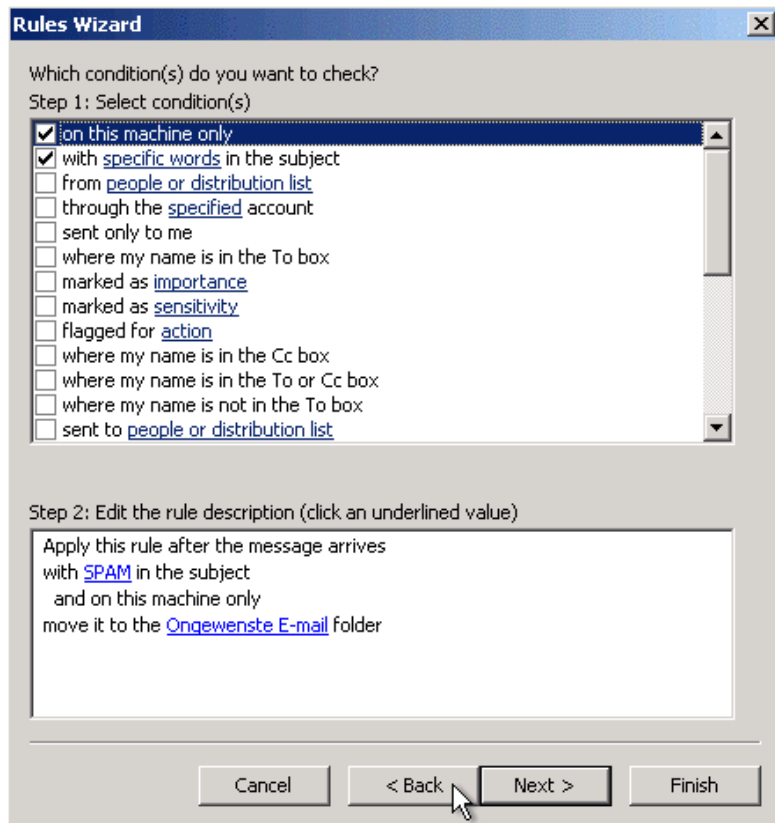 Rules Wizard
Which condition(s) do you want to check?
Step 1: Select condition(s)
on this machine only
with specific words in the subject
from people or distribution list
through the specified account
sent only to me
where my name is in the To box
marked as importance
marked as sensitivity
flagged for action
where my name is in the Cc box
where my name is in the To or Cc box
where my name is not in the To box
sent to people or distribution list
Step 2: Edit the rule description (click an underlined value)
Apply this rule after the message arrives
with SPAM in the subject
and on this machine only
move it to the Ongewenste E-mail folder
Cancel < Back Next > Finish